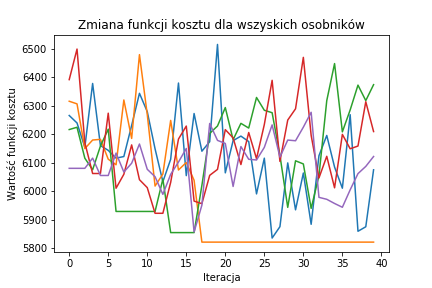 Zmiana funkcji kosztu dla wszyskich osobników
Wartość funkcji kosztu
6500
6400
6300
6200
6100
6000
5900
5800
0 5 10 15 20 25 30 35 40
Iteracja